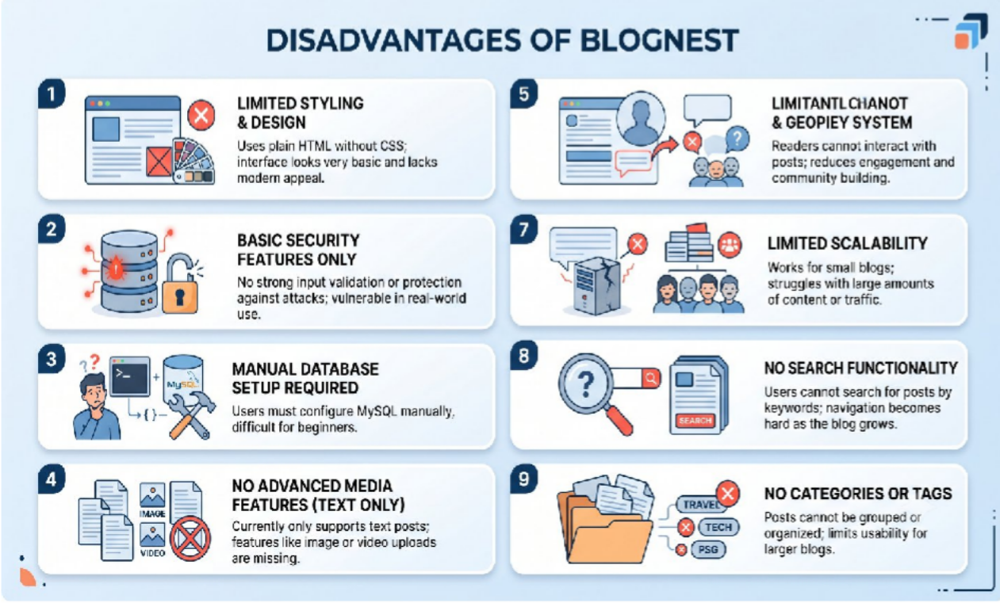 DISADVANTAGES OF BLOGNEST
1
LIMITED STYLING
& DESIGN
Uses plain HTML without CSS;
interface looks very basic and lacks
modern appeal.
2
BASIC SECURITY
FEATURES ONLY
No strong input validation or protection
against attacks; vulnerable in real-world
use.
3
??
>_
+
MySQL
{ }
MANUAL DATABASE
SETUP REQUIRED
Users must configure MySQL manually,
difficult for beginners.
4
IMAGE
VIDEO
NO ADVANCED MEDIA
FEATURES (TEXT ONLY)
Currently only supports text posts;
features like image or video uploads
are missing.
5
?
LIMITANTL CHANOT
& GEOPIEY SYSTEM
Readers cannot interact with
posts; reduces engagement and
community building.
7
LIMITED SCALABILITY
Works for small blogs;
struggles with large amounts
of content or traffic.
8
?
SEARCH
NO SEARCH FUNCTIONALITY
Users cannot search for posts by
keywords; navigation becomes
hard as the blog grows.
9
TRAVEL
TECH
PSG
NO CATEGORIES OR TAGS
Posts cannot be grouped or
organized; limits usability for
larger blogs.